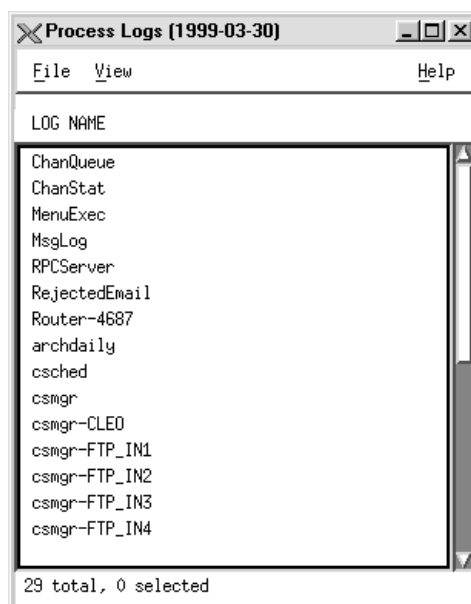 Process Logs (1999-03-30)
File View Help
LOG NAME
ChanQueue
ChanStat
MenuExec
MsgLog
RPCServer
RejectedEmail
Router-4687
archdaily
csched
csmgr
csmgr-CLEO
csmgr-FTP_IN1
csmgr-FTP_IN2
csmgr-FTP_IN3
csmgr-FTP_IN4
29 total, 0 selected